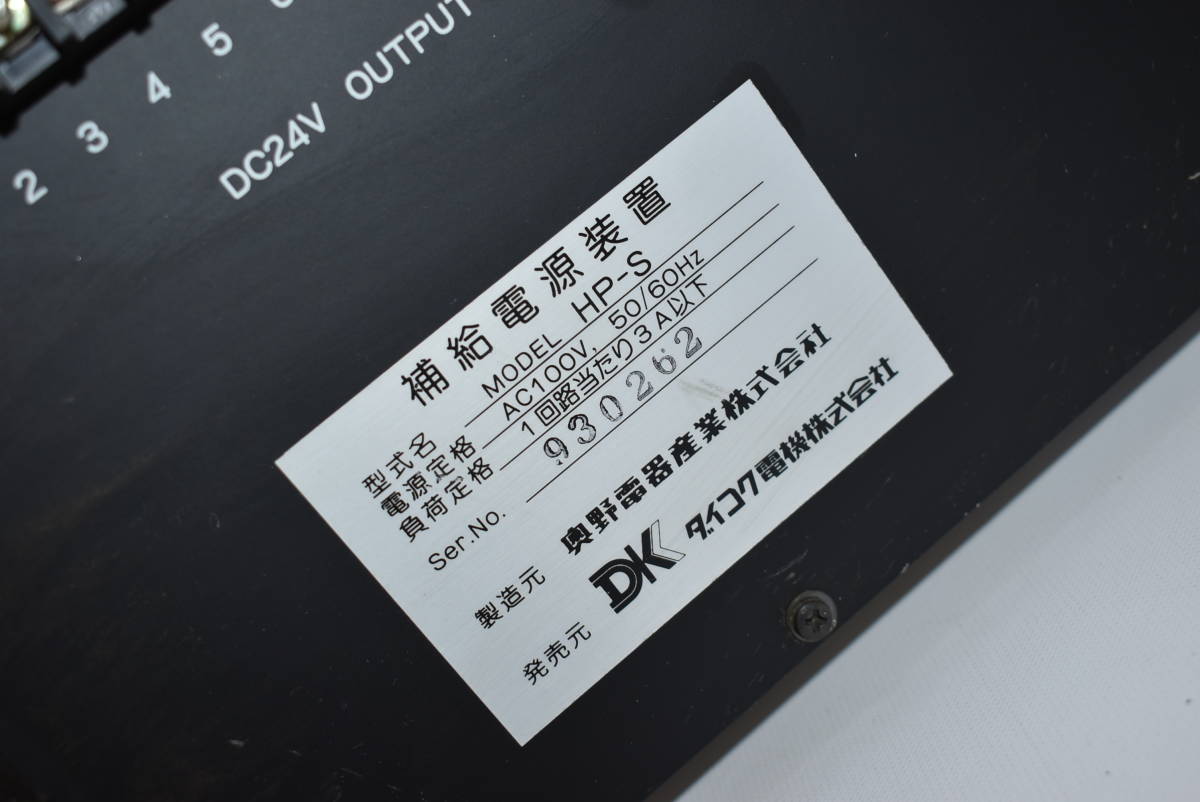 2 3 4 5
DC24V OUTPUT
補給電源装置
型式名 MODEL HP-S
電源定格 AC100V, 50/60Hz
負荷定格 1回路当たり3A以下
Ser.No. 930262
製造元 奥野電器産業株式会社
発売元 DK ダイコク電機株式会社